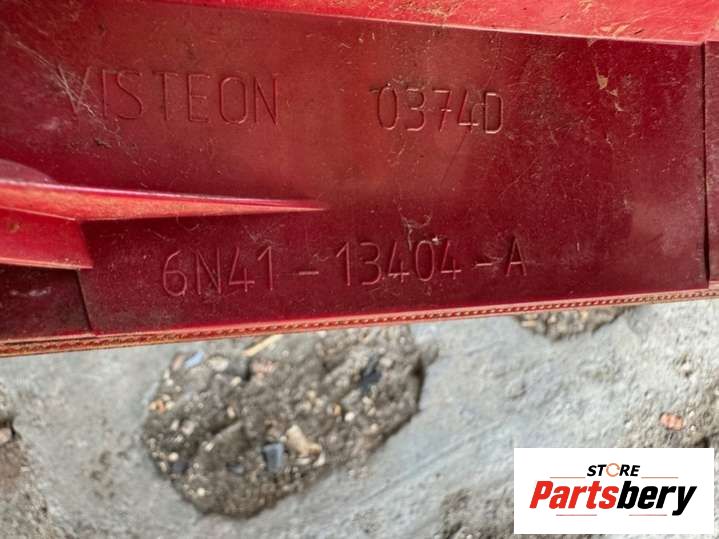 VISTEON 0374D
6N41-13404-A
STORE
Partsbery